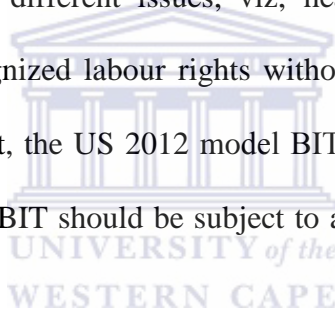 different issues, viz,
gnized labour rights witho
t, the US 2012 model BIT
BIT should be subject to a
UNIVERSITY of the
WESTERN CAPE